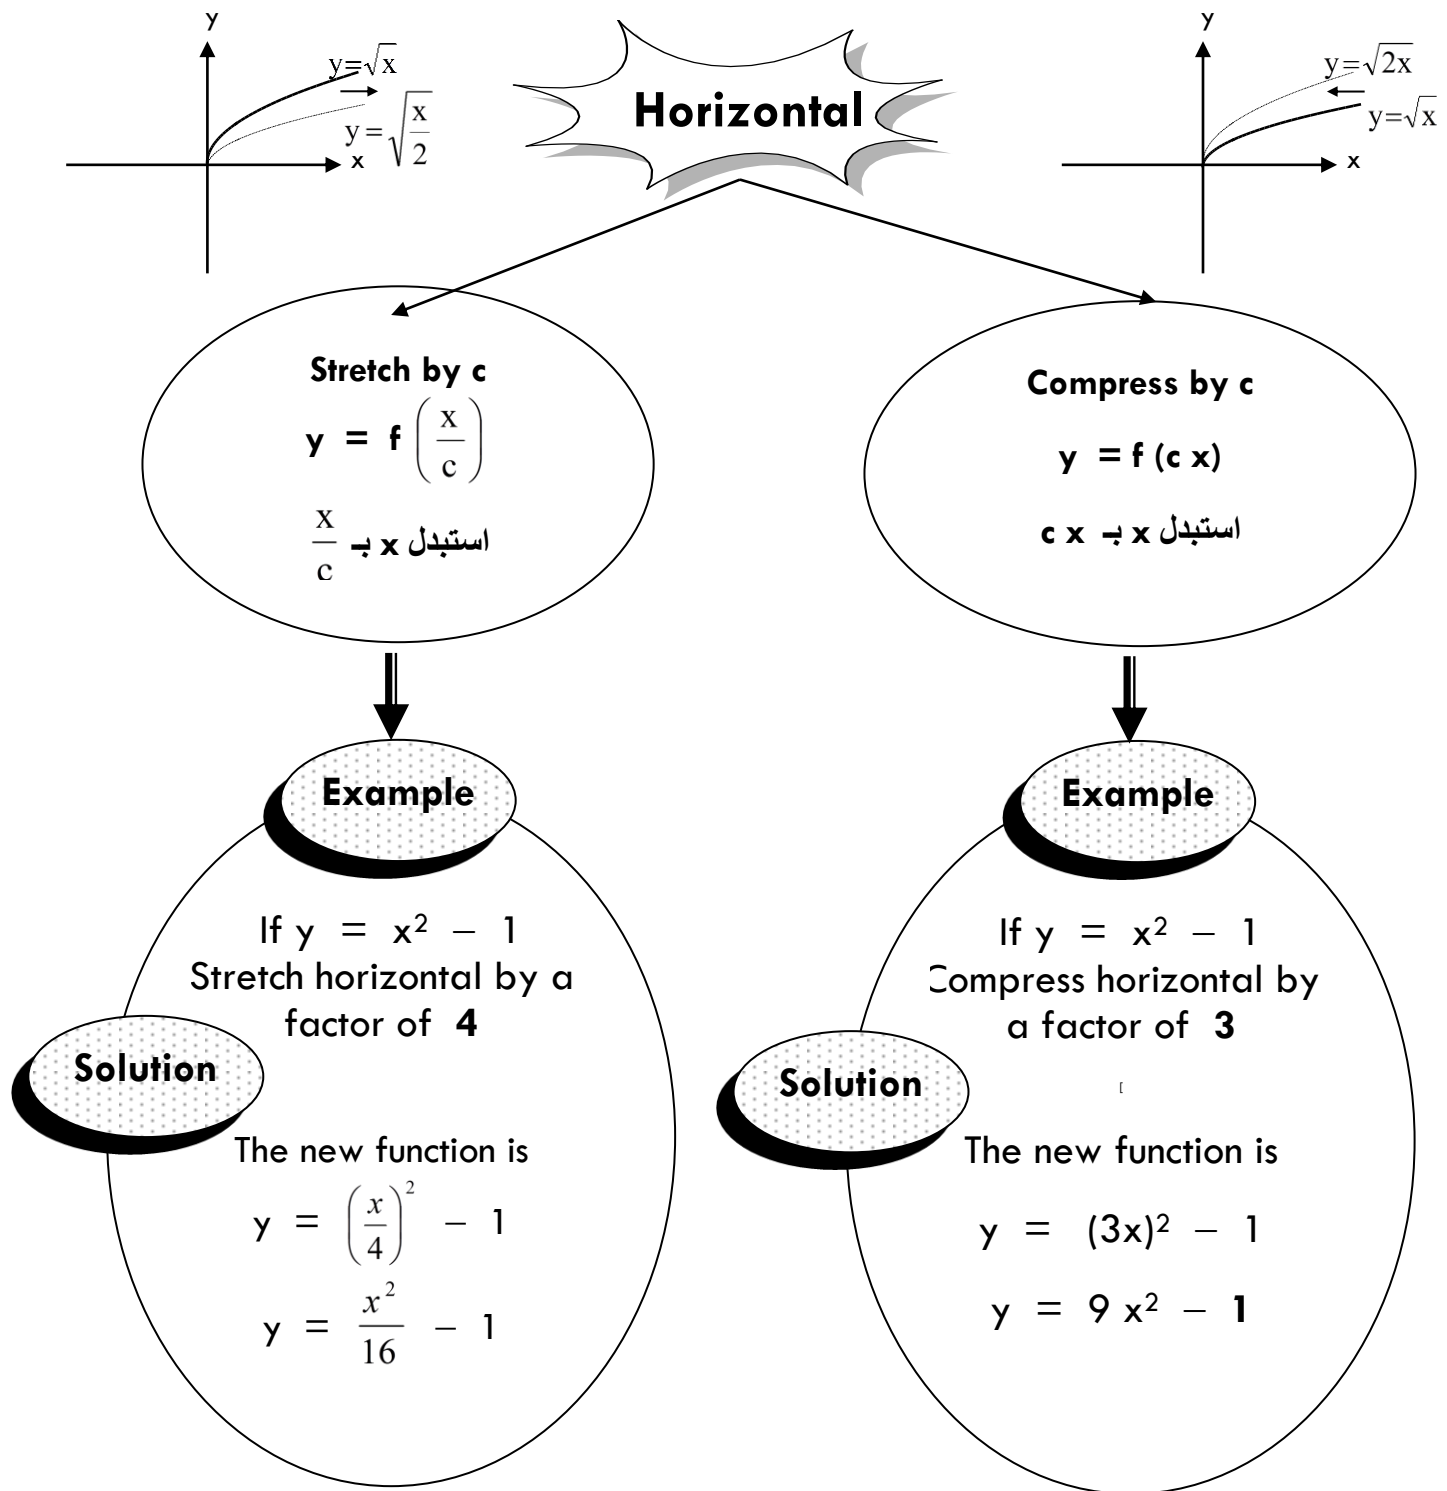 y
y=√x
y=√(x/2)
x
Horizontal
y
y=√2x
y=√x
x
Stretch by c
y = f (x/c)
استبدل x بـ x/c
Compress by c
y = f (c x)
استبدل x بـ c x
Example
If y = x² − 1
Stretch horizontal by a
factor of 4
Solution
The new function is
y = (x/4)² − 1
y = x²/16 − 1
Example
If y = x² − 1
Compress horizontal by
a factor of 3
[
Solution
The new function is
y = (3x)² − 1
y = 9 x² − 1